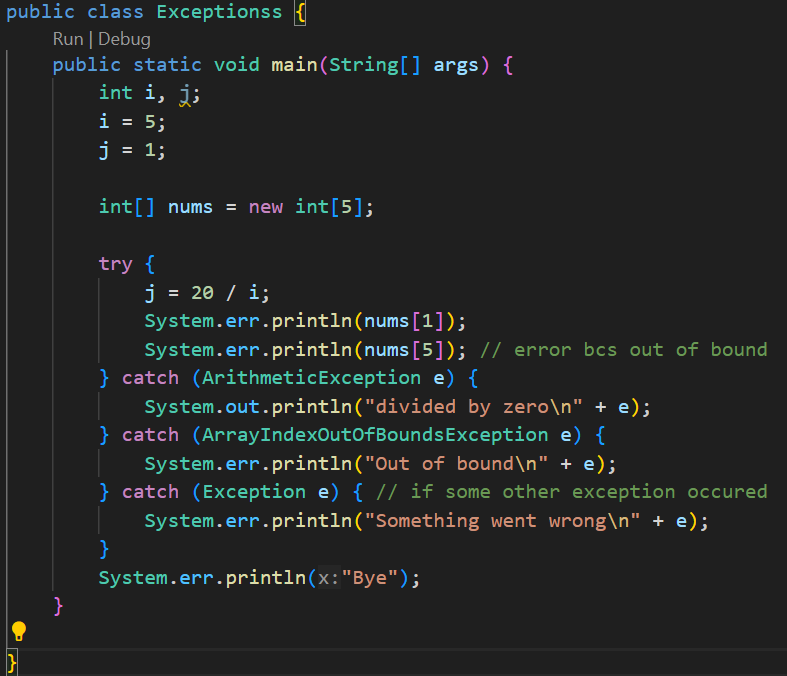 public class Exceptionss {
Run | Debug
public static void main(String[] args) {
int i, j;
i = 5;
j = 1;
int[] nums = new int[5];
try {
j = 20 / i;
System.err.println(nums[1]);
System.err.println(nums[5]); // error bcs out of bound
} catch (ArithmeticException e) {
System.out.println("divided by zero\n" + e);
} catch (ArrayIndexOutOfBoundsException e) {
System.err.println("Out of bound\n" + e);
} catch (Exception e) { // if some other exception occured
System.err.println("Something went wrong\n" + e);
}
System.err.println(x:"Bye");
}
}